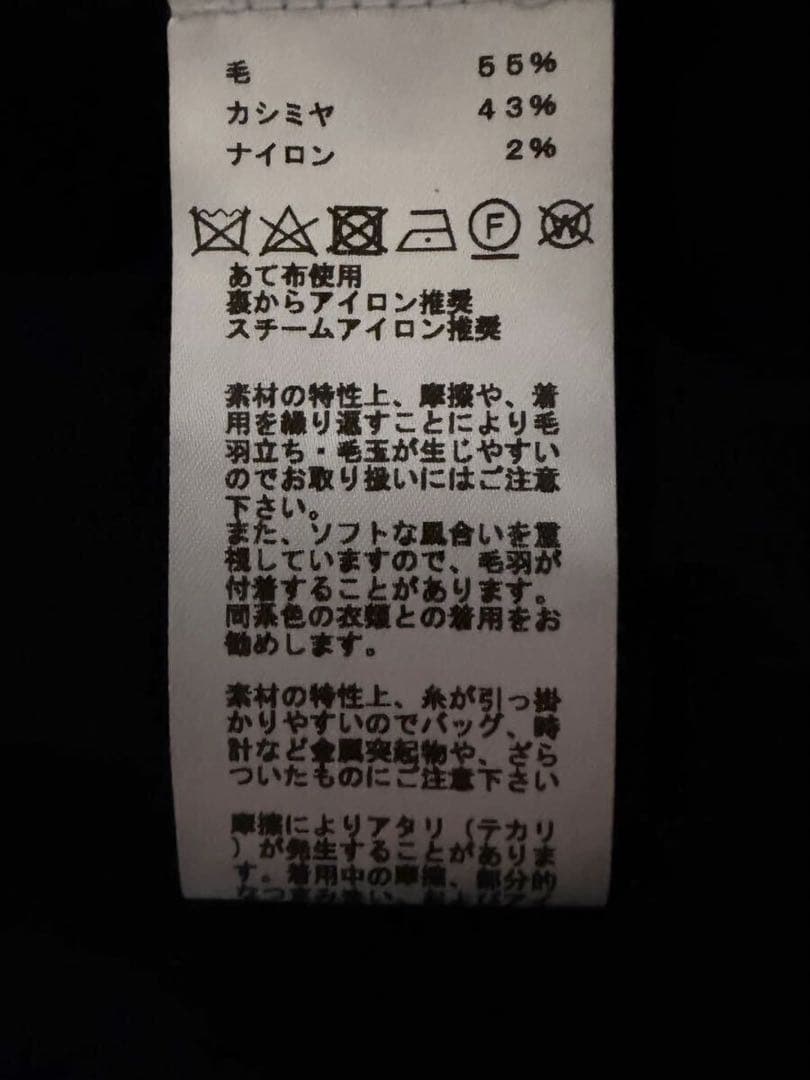 毛 55%
カシミヤ 43%
ナイロン 2%
F W
あて布使用
裏からアイロン推奨
スチームアイロン推奨
素材の特性上、摩擦や、着
用を繰り返すことにより毛
羽立ち・毛玉が生じやすい
のでお取り扱いにはご注意
下さい。
また、ソフトな風合いを重
視していますので、毛羽が
付着することがあります。
同系色の衣類との着用をお
勧めします。
素材の特性上、糸が引っ掛
かりやすいのでバッグ、時
計など金属突起物や、ざら
ついたものにご注意下さい
摩擦によりアタリ（テカリ
）が発生することがありま
す。着用中の摩擦、部分的